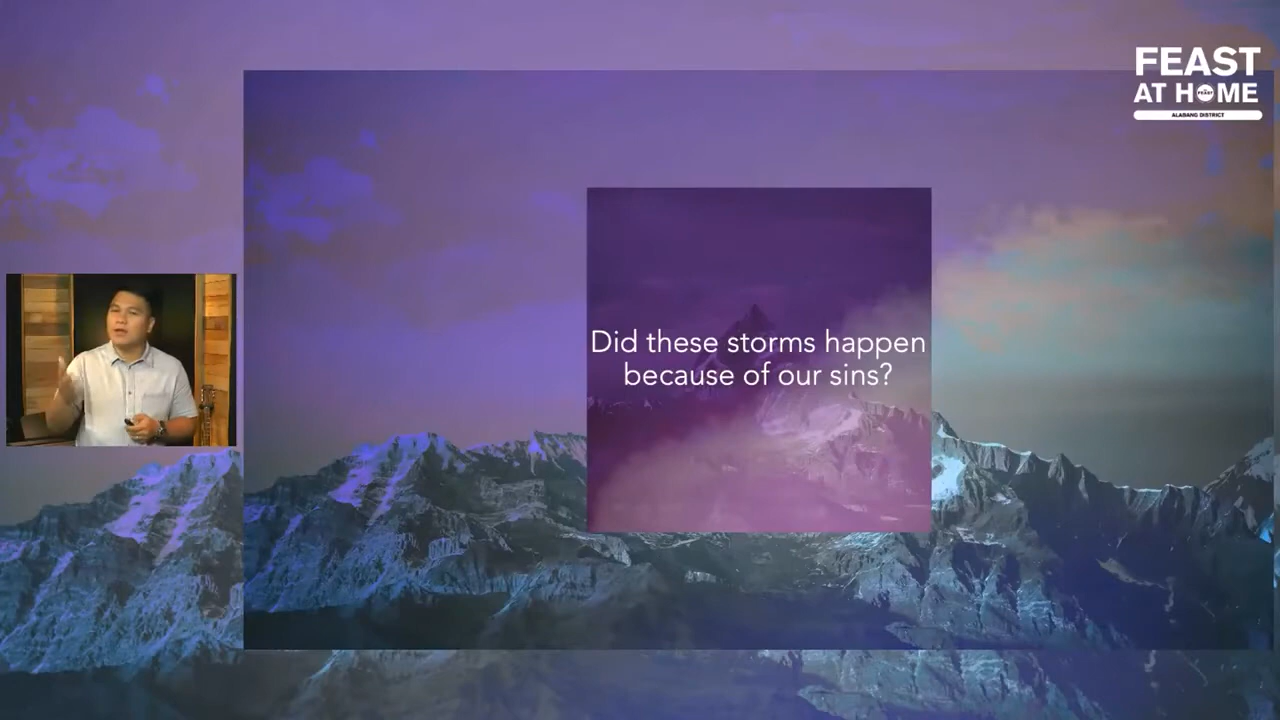 FEAST
AT HOME
ALABANG DISTRICT
Did these storms happen
because of our sins?